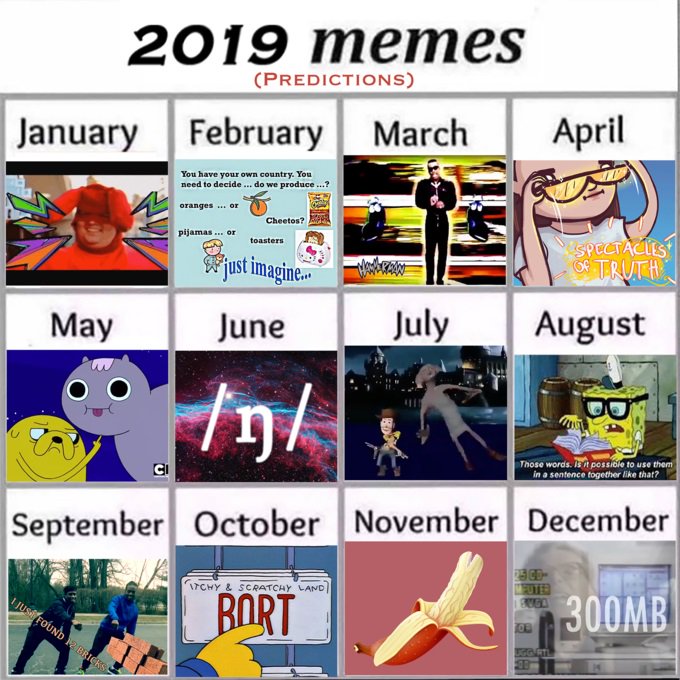 2019 memes
(PREDICTIONS)
January
February
March
April
You have your own country. You
need to decide ... do we produce ...?
oranges ... or
Cheetos?
pijamas ... or
toasters
just imagine...
SPECTACLES
OF TRUTH
May
June
July
August
/ŋ/
Those words. Is it possible to use them
in a sentence together like that?
September
October
November
December
I JUST FOUND 12 BRICKS
ITCHY & SCRATCHY LAND
BORT
300MB